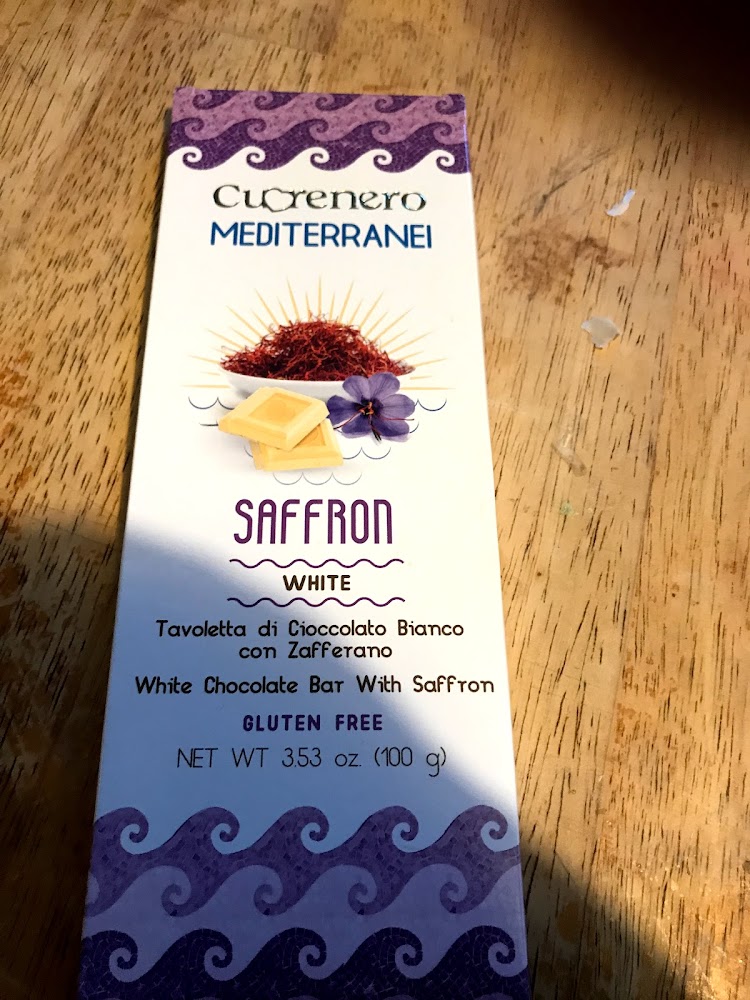 Cuorenero
MEDITERRANEI
SAFFRON
WHITE
Tavoletta di Cioccolato Bianco
con Zafferano
White Chocolate Bar With Saffron
GLUTEN FREE
NET WT 3.53 oz. (100 g)